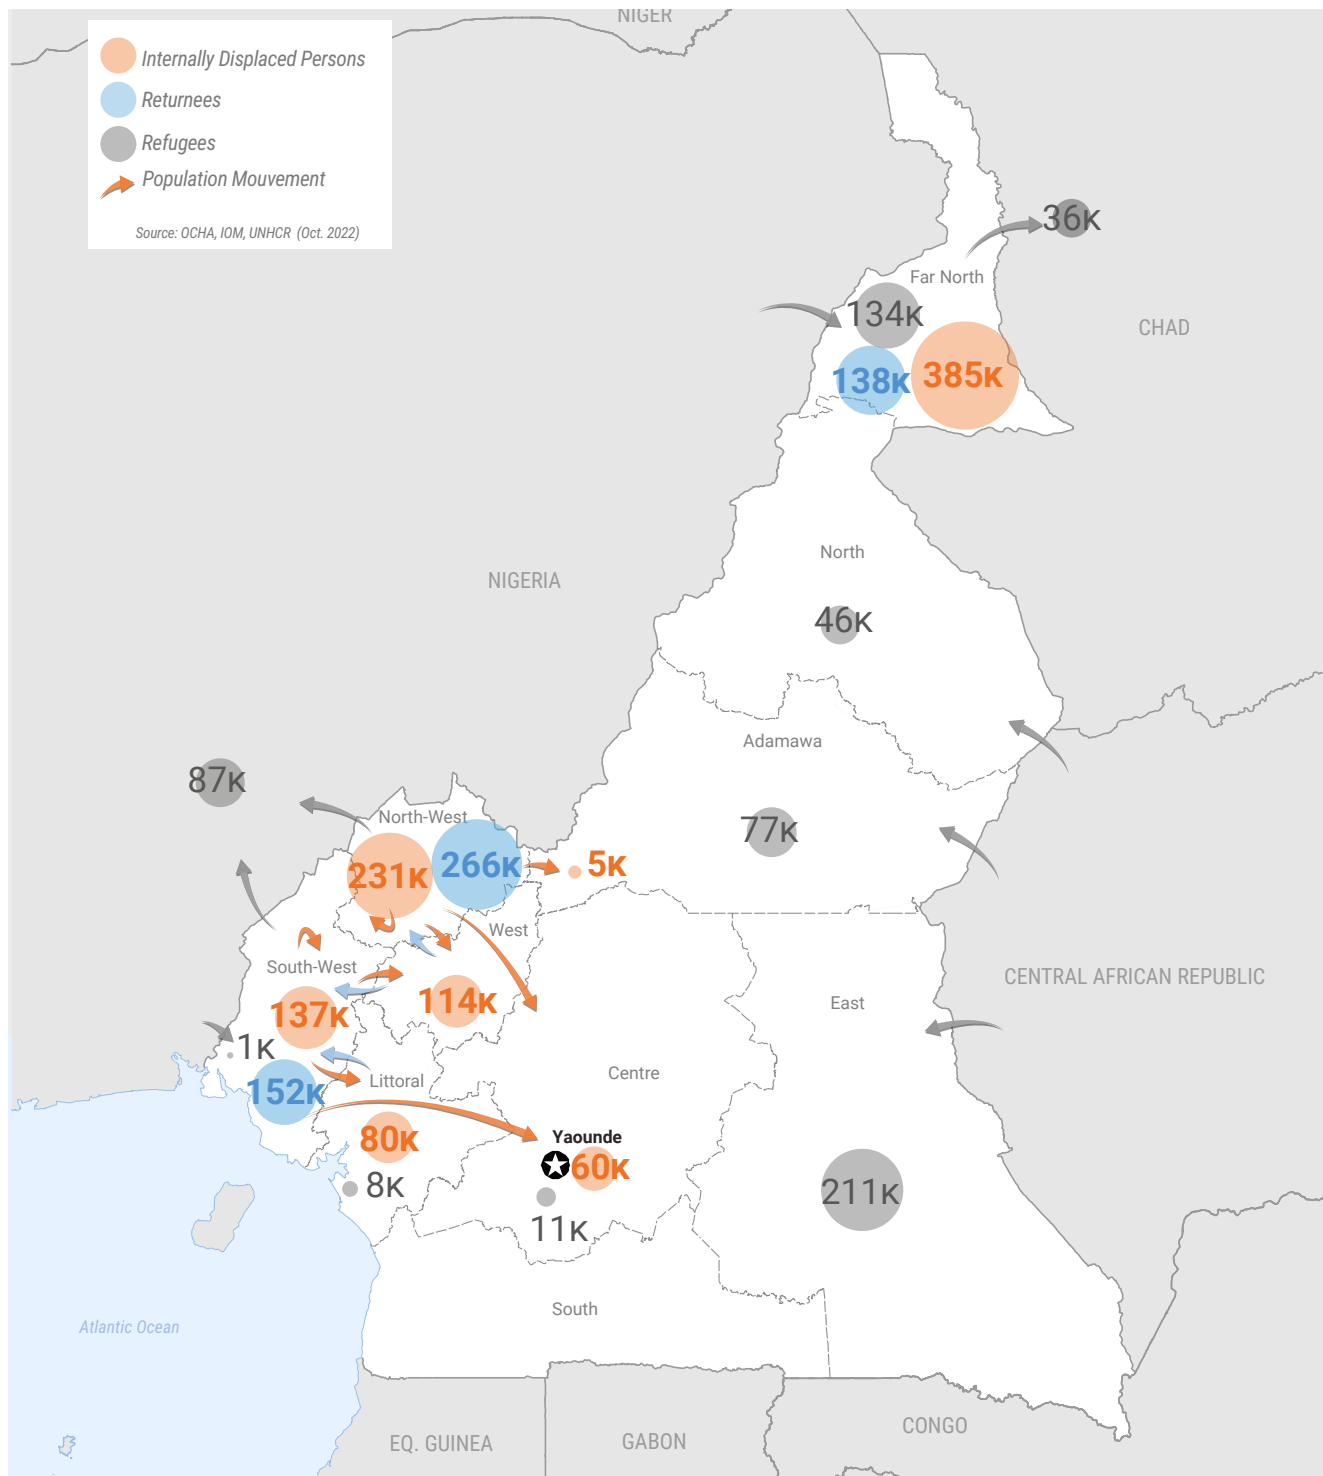 NIGER
Internally Displaced Persons
Returnees
Refugees
Population Mouvement
Source: OCHA, IOM, UNHCR (Oct. 2022)
36K
Far North
134K
CHAD
138K
385K
North
NIGERIA
46K
Adamawa
87K
North-West
77K
231K
266K
5K
West
South-West
CENTRAL AFRICAN REPUBLIC
114K
East
137K
1K
Centre
Littoral
152K
80K
Yaounde
60K
8K
211K
11K
South
Atlantic Ocean
EQ. GUINEA
GABON
CONGO